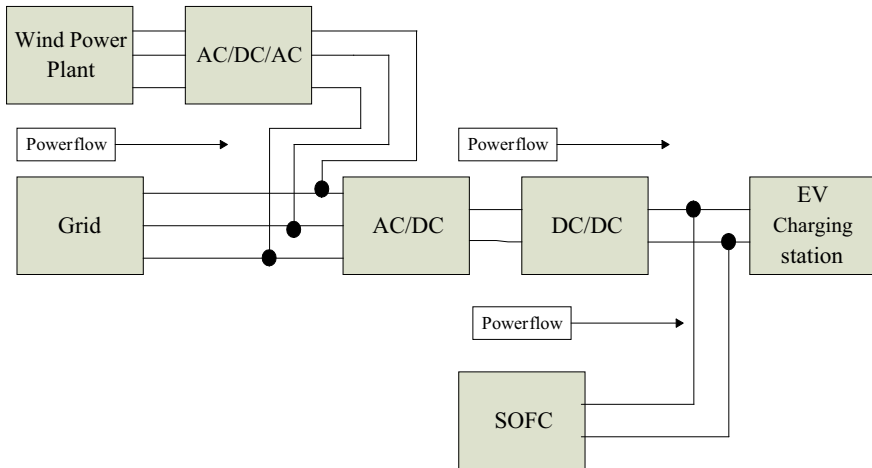 Wind Power
Plant
AC/DC/AC
Powerflow
Powerflow
Grid
AC/DC
DC/DC
EV
Charging
station
Powerflow
SOFC